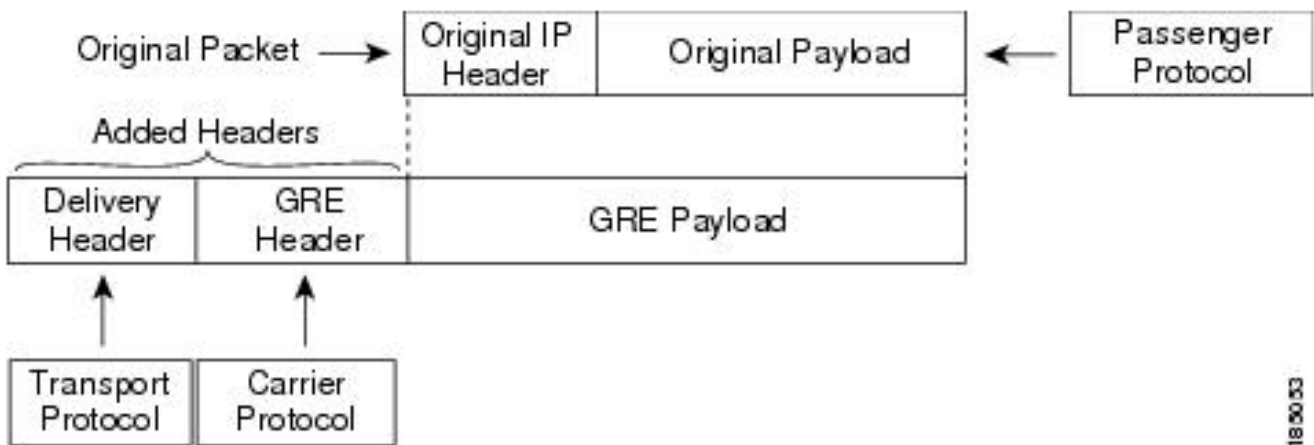 Original Packet
Original IP
Header
Original Payload
Passenger
Protocol
Added Headers
Delivery
Header
GRE
Header
GRE Payload
Transport
Protocol
Carrier
Protocol
185053